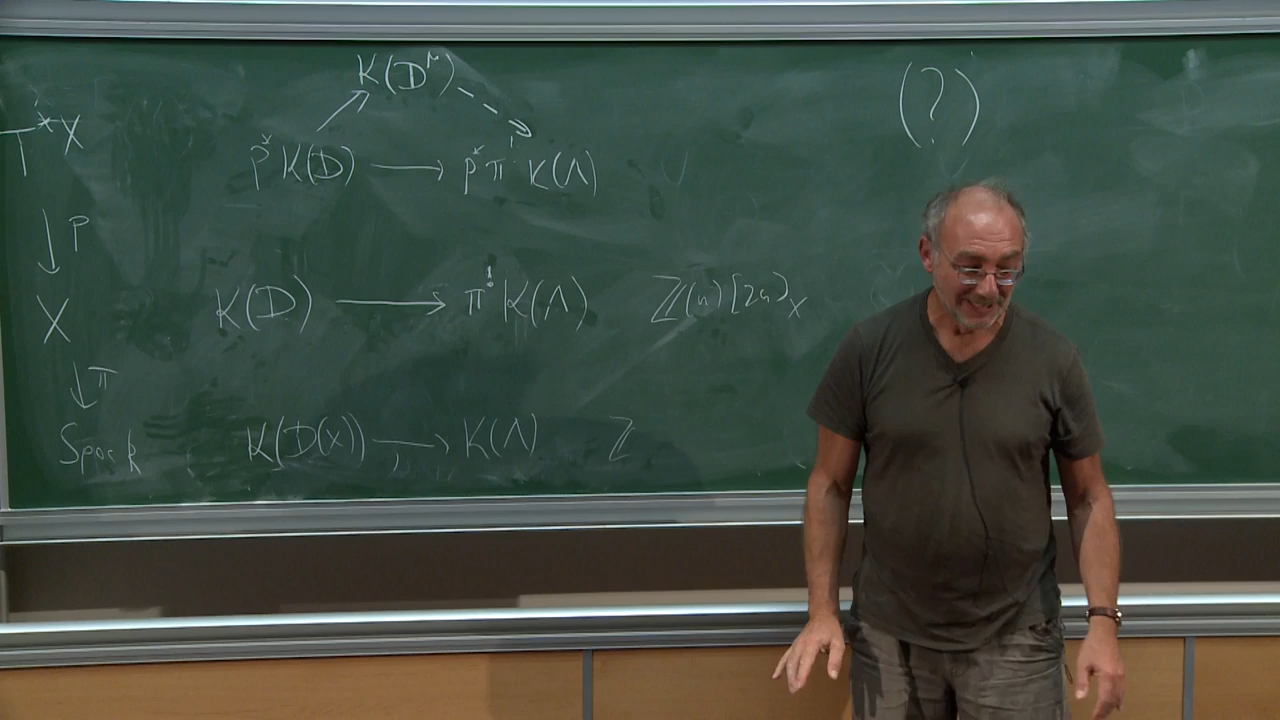 K(D^μ) (?)
T*X p*K(D) → p*π^!K(Λ)
↓ p
X K(D) → π^!K(Λ) ℤ(n)[2n]_X
↓ π
Spec k K(D(X)) → K(Λ) ℤ